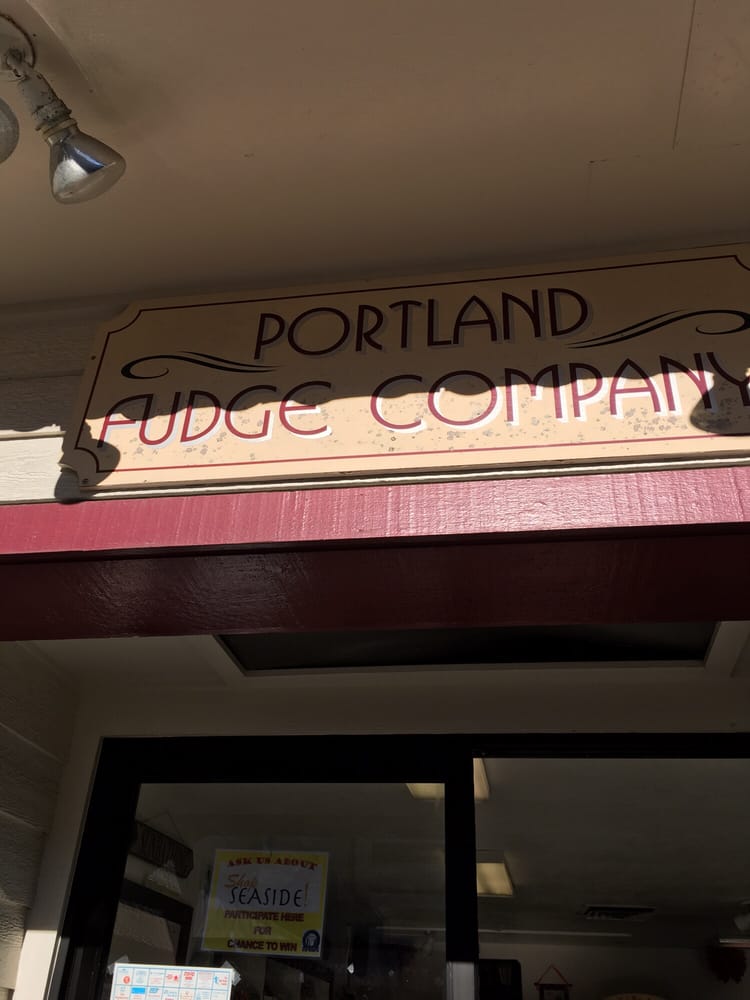 PORTLAND
FUDGE COMPANY
ASK US ABOUT
Shop
SEASIDE!
PARTICIPATE HERE
FOR
CHANCE TO WIN